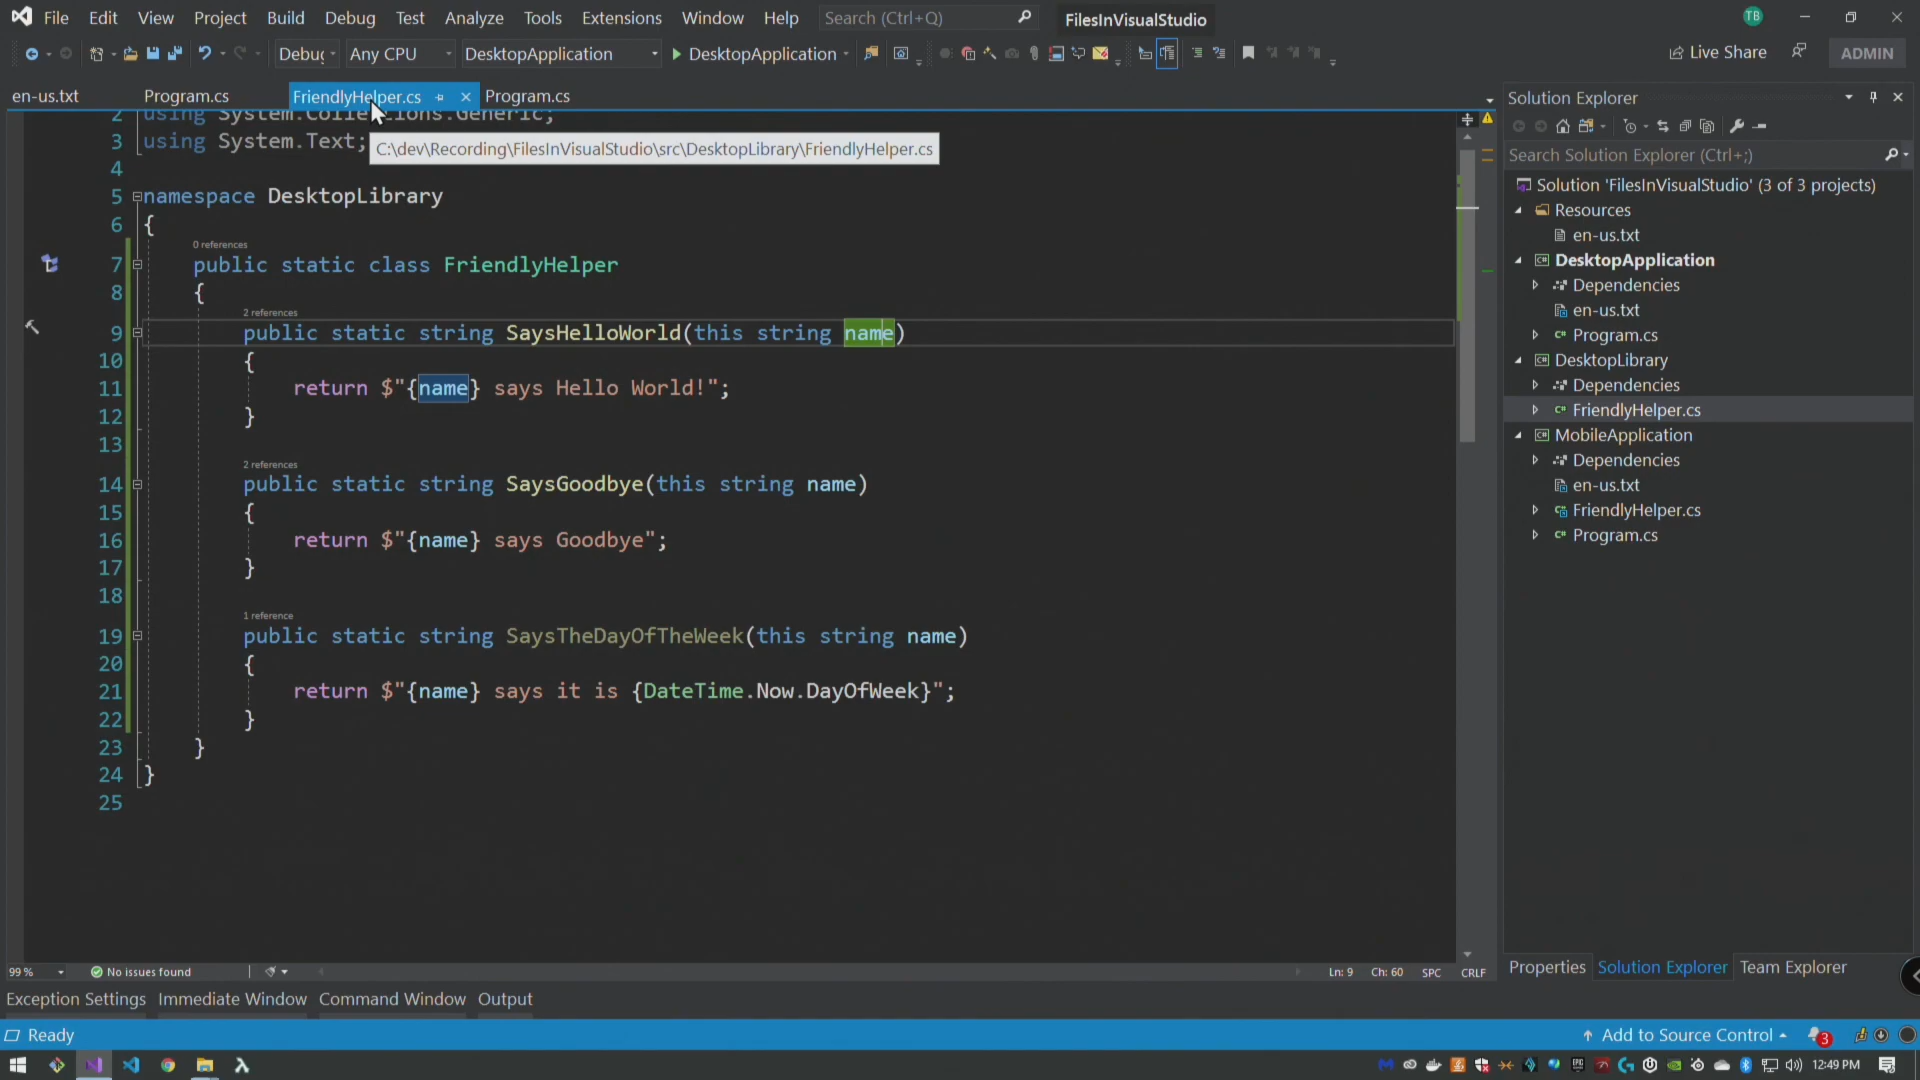 File Edit View Project Build Debug Test Analyze Tools Extensions Window Help Search (Ctrl+Q) FilesInVisualStudio TB
Debug Any CPU DesktopApplication DesktopApplication Live Share ADMIN
en-us.txt Program.cs FriendlyHelper.cs Program.cs
2 using System.Collections.Generic;
3 using System.Text;
C:\dev\Recording\FilesInVisualStudio\src\DesktopLibrary\FriendlyHelper.cs
4
5 namespace DesktopLibrary
6 {
0 references
7 public static class FriendlyHelper
8 {
2 references
9 public static string SaysHelloWorld(this string name)
10 {
11 return $"{name} says Hello World!";
12 }
13
2 references
14 public static string SaysGoodbye(this string name)
15 {
16 return $"{name} says Goodbye";
17 }
18
1 reference
19 public static string SaysTheDayOfTheWeek(this string name)
20 {
21 return $"{name} says it is {DateTime.Now.DayOfWeek}";
22 }
23 }
24 }
25
99 % No issues found Ln: 9 Ch: 60 SPC CRLF
Solution Explorer
Search Solution Explorer (Ctrl+;)
Solution 'FilesInVisualStudio' (3 of 3 projects)
Resources
en-us.txt
DesktopApplication
Dependencies
en-us.txt
Program.cs
DesktopLibrary
Dependencies
FriendlyHelper.cs
MobileApplication
Dependencies
en-us.txt
FriendlyHelper.cs
Program.cs
Properties Solution Explorer Team Explorer
Exception Settings Immediate Window Command Window Output
Ready Add to Source Control 3
12:49 PM